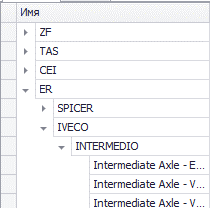 Имя
ZF
TAS
CEI
ER
SPICER
IVECO
INTERMEDIO
Intermediate Axle - E...
Intermediate Axle - V...
Intermediate Axle - V...